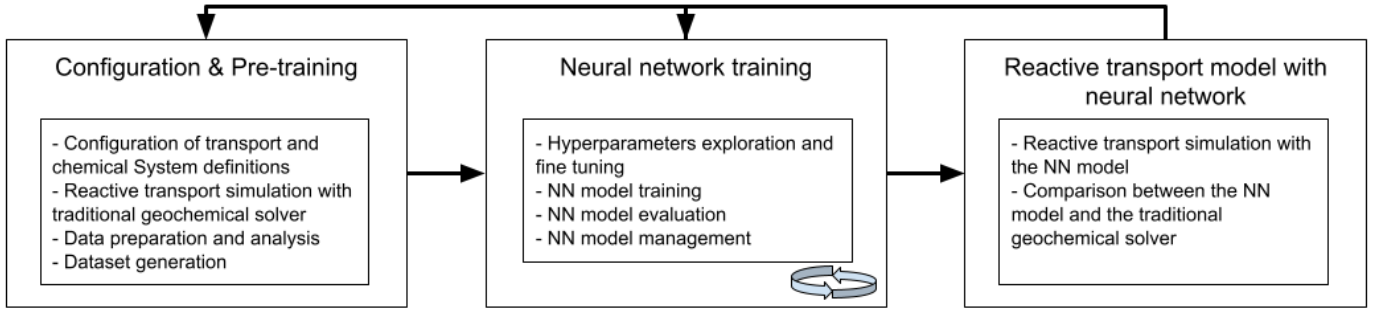 Configuration & Pre-training
- Configuration of transport and
chemical System definitions
- Reactive transport simulation with
traditional geochemical solver
- Data preparation and analysis
- Dataset generation
Neural network training
- Hyperparameters exploration and
fine tuning
- NN model training
- NN model evaluation
- NN model management
Reactive transport model with
neural network
- Reactive transport simulation with
the NN model
- Comparison between the NN
model and the traditional
geochemical solver